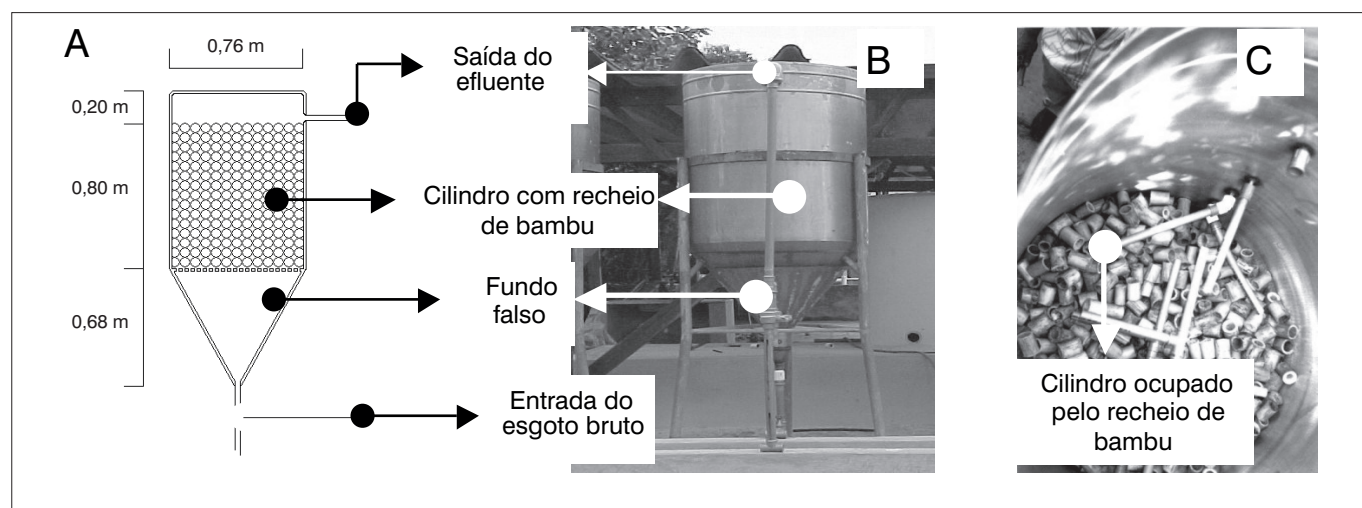 A
0,76 m
0,20 m
0,80 m
0,68 m
Saída do
efluente
Cilindro com recheio
de bambu
Fundo
falso
Entrada do
esgoto bruto
B
C
Cilindro ocupado
pelo recheio de
bambu